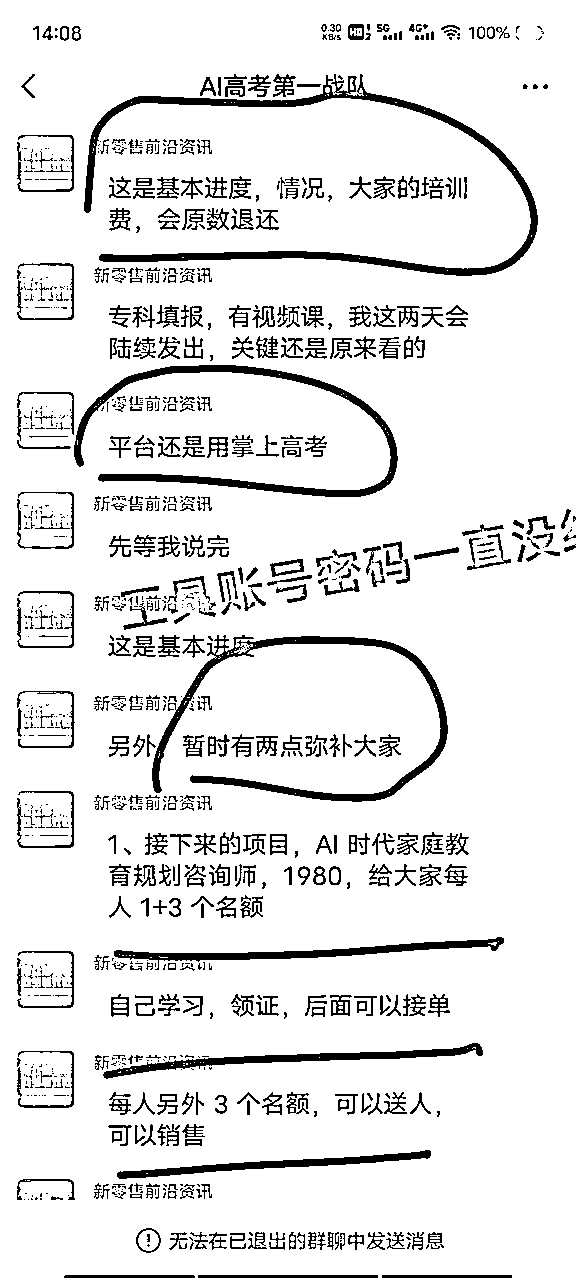 14:08
0.30 KB/s HD 2 5G 4G+ 100%
AI高考第一战队
新零售前沿资讯
这是基本进度，情况，大家的培训
费，会原数退还
新零售前沿资讯
专科填报，有视频课，我这两天会
陆续发出，关键还是原来看的
新零售前沿资讯
平台还是用掌上高考
新零售前沿资讯
先等我说完
工具账号密码一直没给
新零售前沿资讯
这是基本进度
新零售前沿资讯
另外，暂时有两点弥补大家
新零售前沿资讯
1、接下来的项目，AI 时代家庭教
育规划咨询师，1980，给大家每
人 1+3 个名额
新零售前沿资讯
自己学习，领证，后面可以接单
新零售前沿资讯
每人另外 3 个名额，可以送人，
可以销售
新零售前沿资讯
无法在已退出的群聊中发送消息